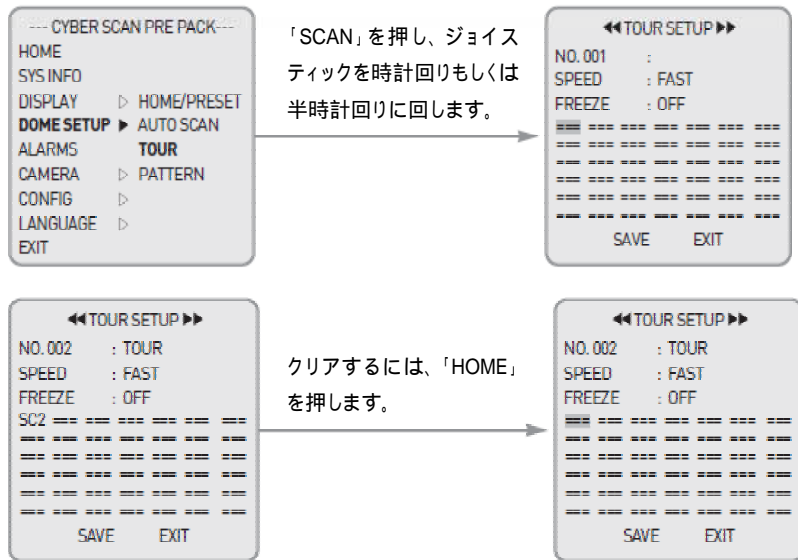 --- CYBER SCAN PRE PACK---
HOME
SYS INFO
DISPLAY ▷ HOME/PRESET
DOME SETUP ▶ AUTO SCAN
ALARMS TOUR
CAMERA ▷ PATTERN
CONFIG ▷
LANGUAGE ▷
EXIT
「SCAN」を押し、ジョイス
ティックを時計回りもしくは
半時計回りに回します。
◀◀TOUR SETUP▶▶
NO. 001 :
SPEED : FAST
FREEZE : OFF
=== === === === === === ===
=== === === === === === ===
=== === === === === === ===
=== === === === === === ===
=== === === === === === ===
=== === === === === === ===
SAVE EXIT
◀◀TOUR SETUP▶▶
NO. 002 : TOUR
SPEED : FAST
FREEZE : OFF
SC2 === === === === === ===
=== === === === === === ===
=== === === === === === ===
=== === === === === === ===
=== === === === === === ===
=== === === === === === ===
SAVE EXIT
クリアするには、「HOME」
を押します。
◀◀TOUR SETUP▶▶
NO. 002 : TOUR
SPEED : FAST
FREEZE : OFF
=== === === === === === ===
=== === === === === === ===
=== === === === === === ===
=== === === === === === ===
=== === === === === === ===
=== === === === === === ===
SAVE EXIT